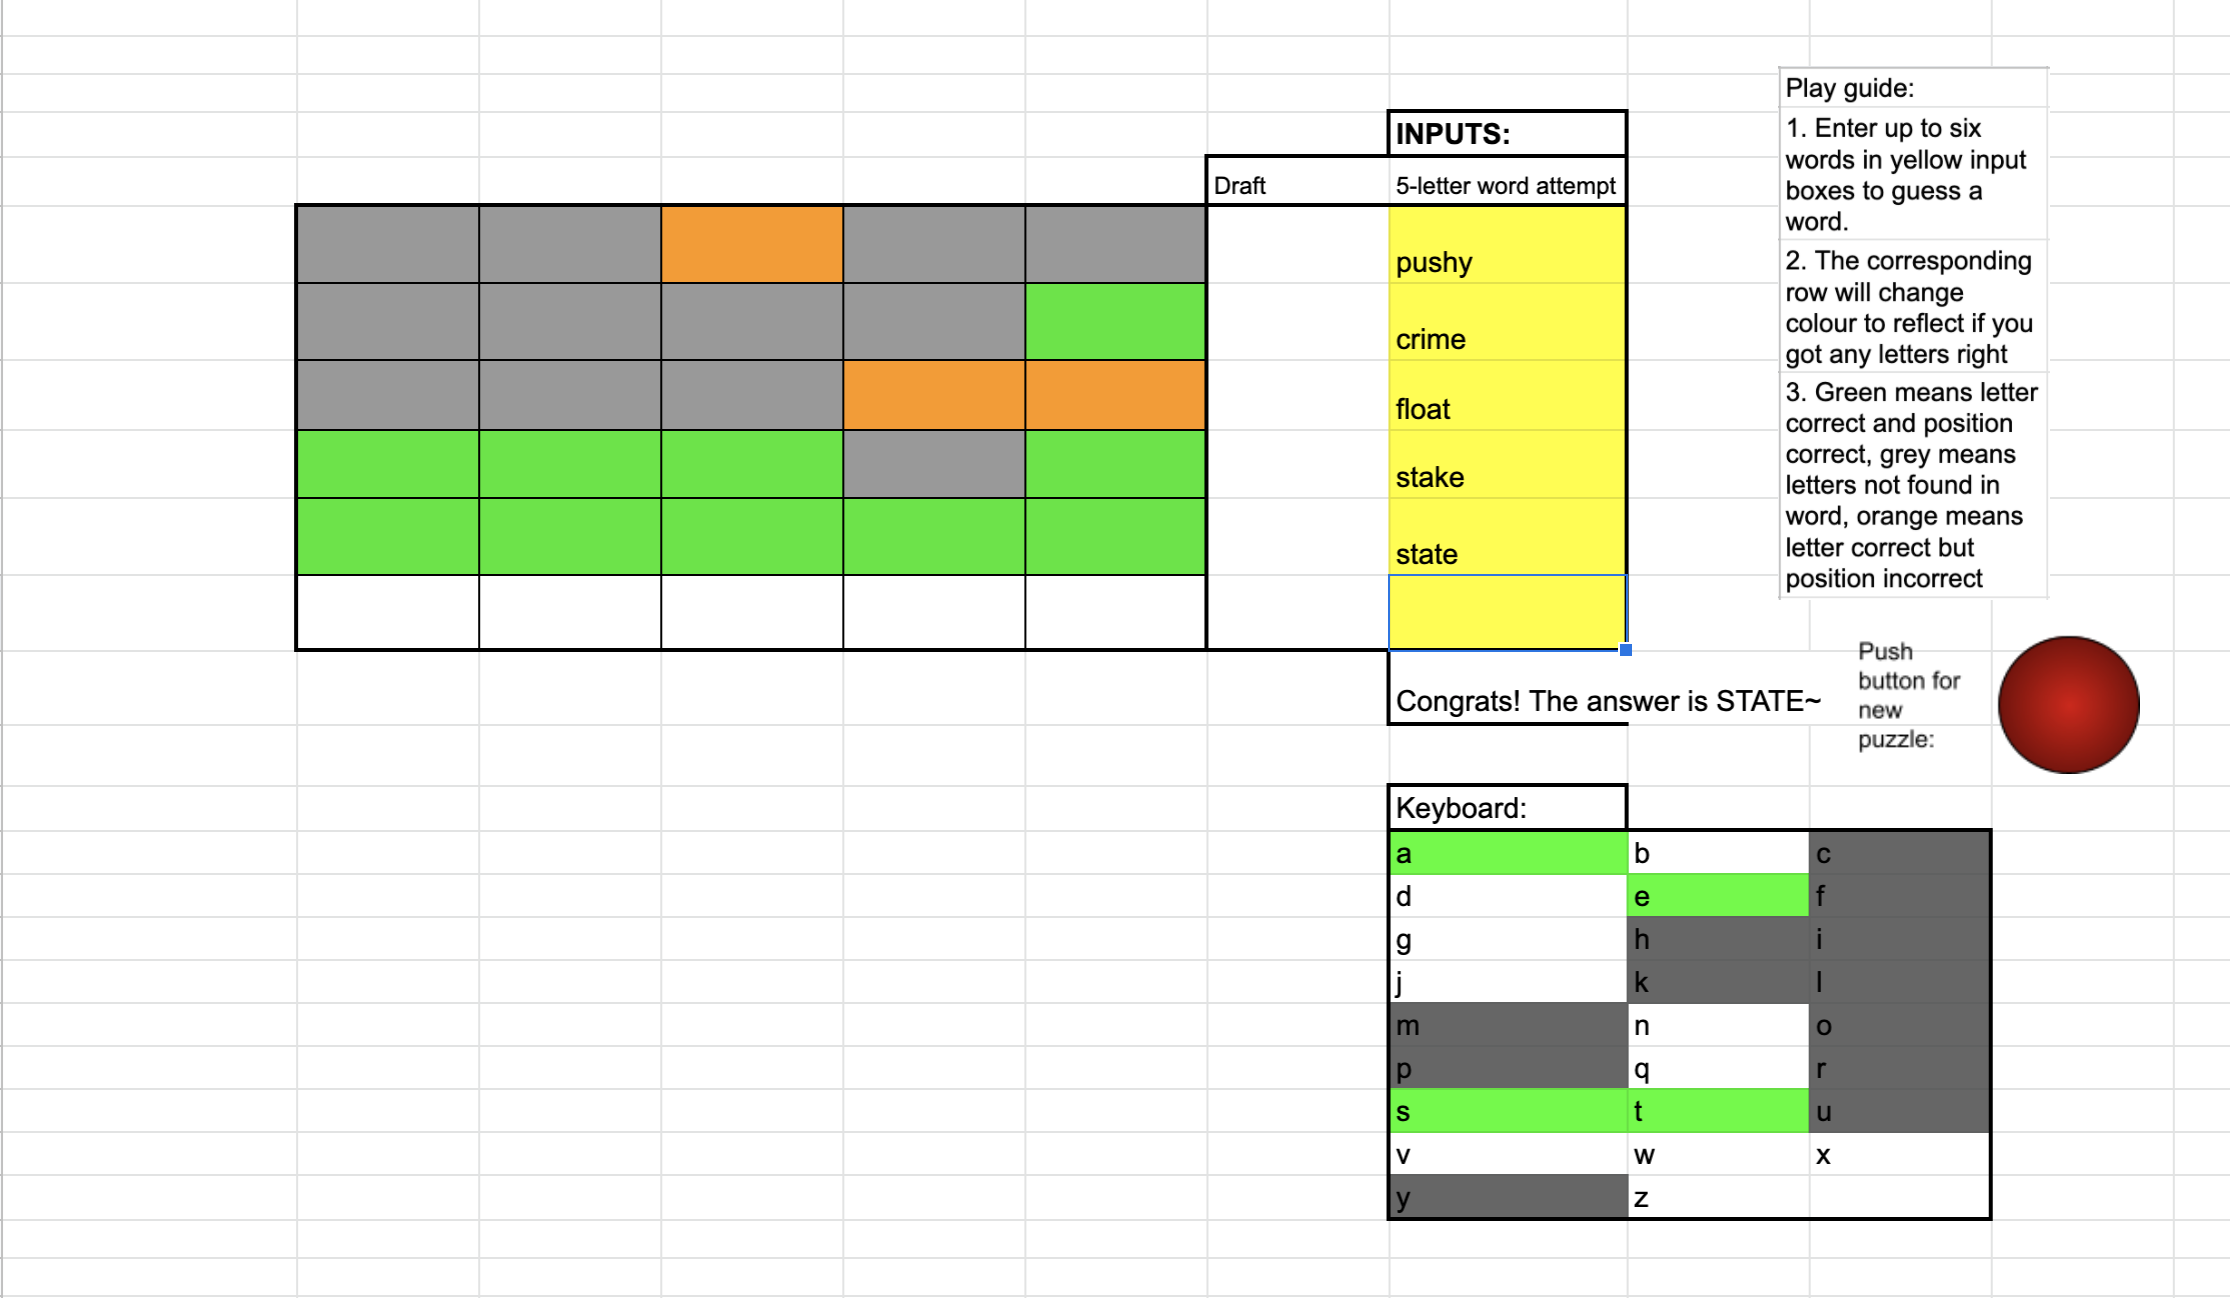 INPUTS:
Draft 5-letter word attempt
pushy
crime
float
stake
state
Congrats! The answer is STATE~
Play guide:
1. Enter up to six
words in yellow input
boxes to guess a
word.
2. The corresponding
row will change
colour to reflect if you
got any letters right
3. Green means letter
correct and position
correct, grey means
letters not found in
word, orange means
letter correct but
position incorrect
Push
button for
new
puzzle:
Keyboard:
a b c
d e f
g h i
j k l
m n o
p q r
s t u
v w x
y z